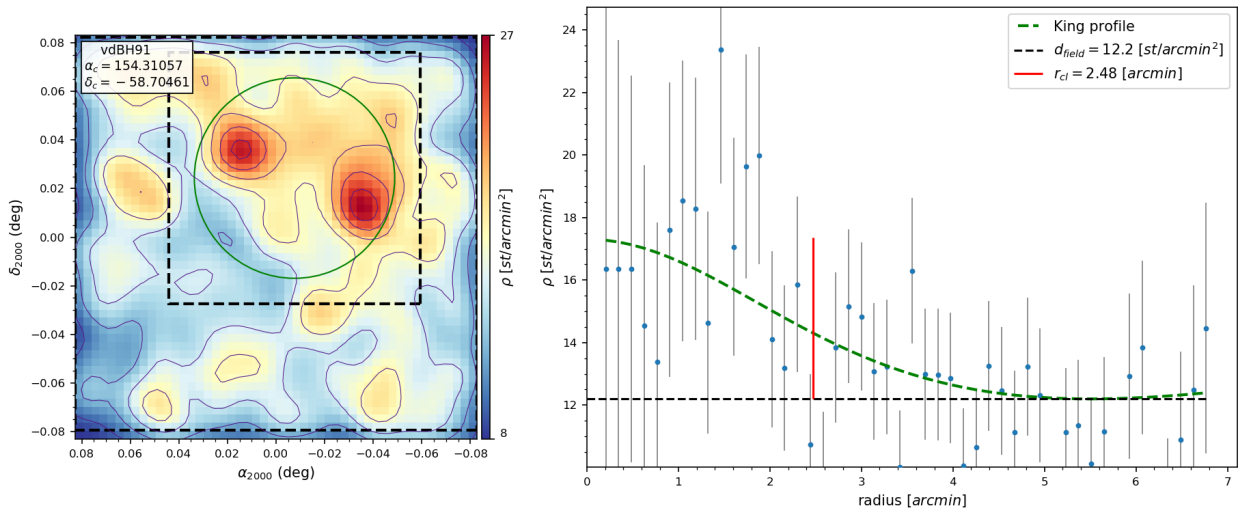 vdBH91
α_c = 154.31057
δ_c = − 58.70461
0.08
0.06
0.04
0.02
0.00
−0.02
−0.04
−0.06
−0.08
δ_2000 (deg)
0.08 0.06 0.04 0.02 0.00 −0.02 −0.04 −0.06 −0.08
α_2000 (deg)
27
8
ρ [st/arcmin²]
King profile
d_field = 12.2 [st/arcmin²]
r_cl = 2.48 [arcmin]
24
22
20
18
16
14
12
ρ [st/arcmin²]
0 1 2 3 4 5 6 7
radius [arcmin]